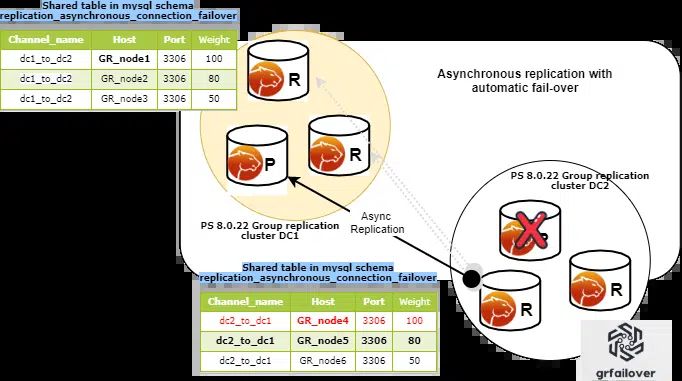 Shared table in mysql schema
replication_asynchronous_connection_failover
Channel_name Host Port Weight
dc1_to_dc2 GR_node1 3306 100
dc1_to_dc2 GR_node2 3306 80
dc1_to_dc2 GR_node3 3306 50
R
P
R
PS 8.0.22 Group replication
cluster DC1
Asynchronous replication with
automatic fail-over
Async
Replication
PS 8.0.22 Group replication
cluster DC2
P
R
R
Shared table in mysql schema
replication_asynchronous_connection_failover
Channel_name Host Port Weight
dc2_to_dc1 GR_node4 3306 100
dc2_to_dc1 GR_node5 3306 80
dc2_to_dc1 GR_node6 3306 50
grfailover